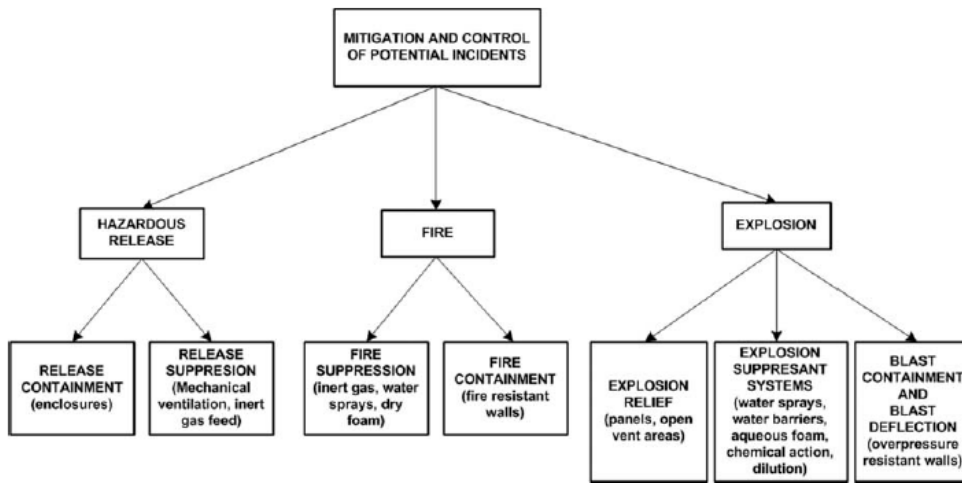 MITIGATION AND CONTROL
OF POTENTIAL INCIDENTS
HAZARDOUS
RELEASE
FIRE
EXPLOSION
RELEASE
CONTAINMENT
(enclosures)
RELEASE
SUPPRESION
(Mechanical
ventilation, inert
gas feed)
FIRE
SUPPRESSION
(inert gas, water
sprays, dry
foam)
FIRE
CONTAINMENT
(fire resistant
walls)
EXPLOSION
RELIEF
(panels, open
vent areas)
EXPLOSION
SUPPRESANT
SYSTEMS
(water sprays,
water barriers,
aqueous foam,
chemical action,
dilution)
BLAST
CONTAINMENT
AND
BLAST
DEFLECTION
(overpressure
resistant walls)